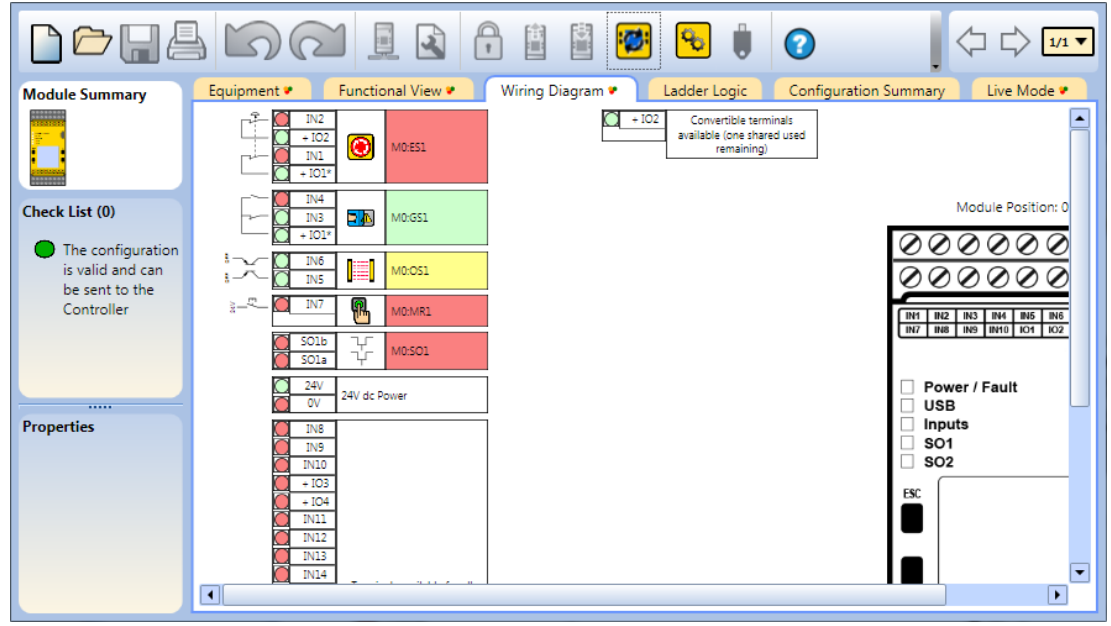 1/1
Module Summary
Equipment
Functional View
Wiring Diagram
Ladder Logic
Configuration Summary
Live Mode
Check List (0)
The configuration
is valid and can
be sent to the
Controller
Properties
IN2
+ IO2
IN1
+ IO1*
M0:ES1
IN4
IN3
+ IO1*
M0:GS1
IN6
IN5
M0:OS1
IN7
M0:MR1
SO1b
SO1a
M0:SO1
24V
0V
24V dc Power
IN8
IN9
IN10
+ IO3
+ IO4
IN11
IN12
IN13
IN14
+ IO2
Convertible terminals
available (one shared used
remaining)
Module Position: 0
IN1 IN2 IN3 IN4 IN5 IN6
IN7 IN8 IN9 IN10 IO1 IO2
Power / Fault
USB
Inputs
SO1
SO2
ESC